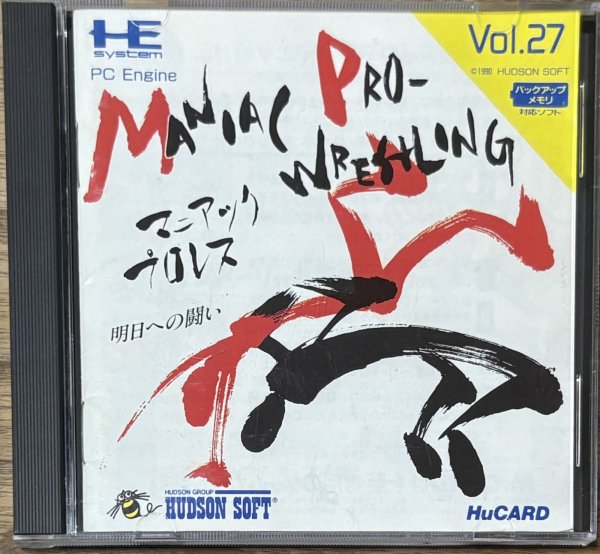 HE
system
PC Engine
Vol.27
©1990 HUDSON SOFT
バックアップ
メモリ
対応ソフト
MANIAC PRO-
WRESTLING
マニアック
プロレス
明日への闘い
HUDSON GROUP
HUDSON SOFT®
HuCARD